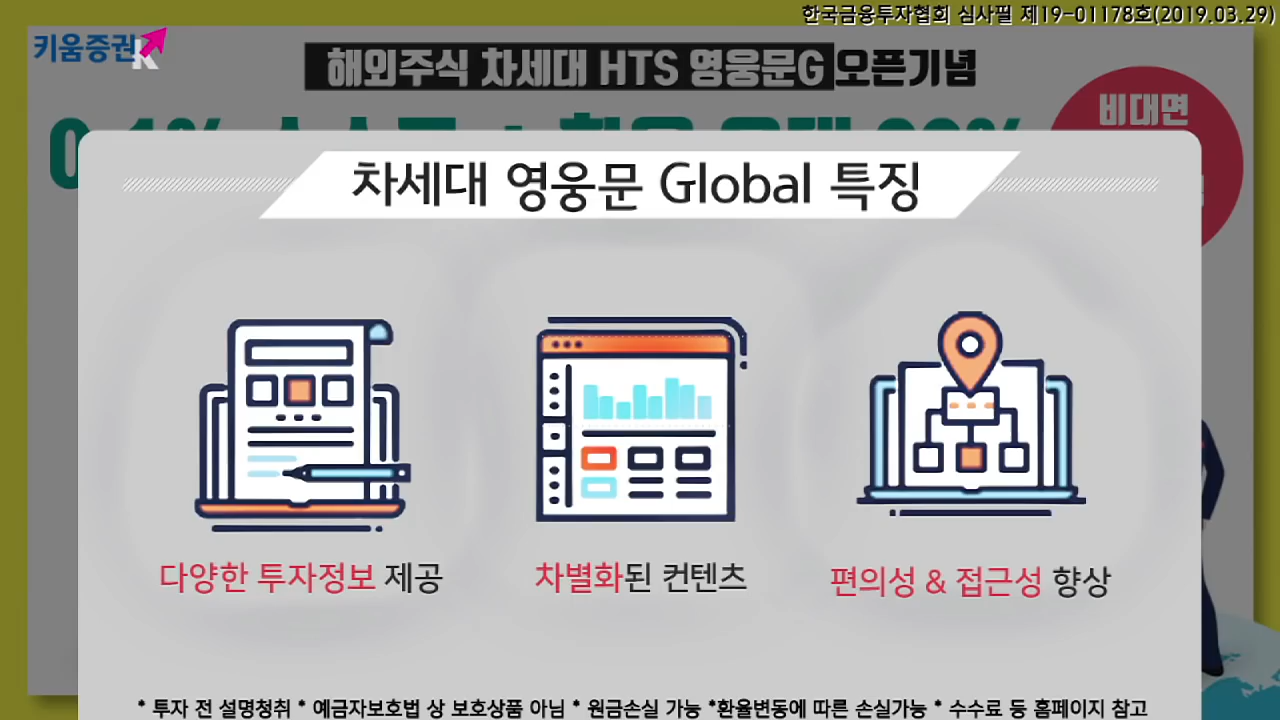 한국금융투자협회 심사필 제19-01178호(2019.03.29)
키움증권
해외주식 차세대 HTS 영웅문G 오픈기념
비대면
차세대 영웅문 Global 특징
다양한 투자정보 제공
차별화된 컨텐츠
편의성 & 접근성 향상
* 투자 전 설명청취 * 예금자보호법 상 보호상품 아님 * 원금손실 가능 *환율변동에 따른 손실가능 * 수수료 등 홈페이지 참고